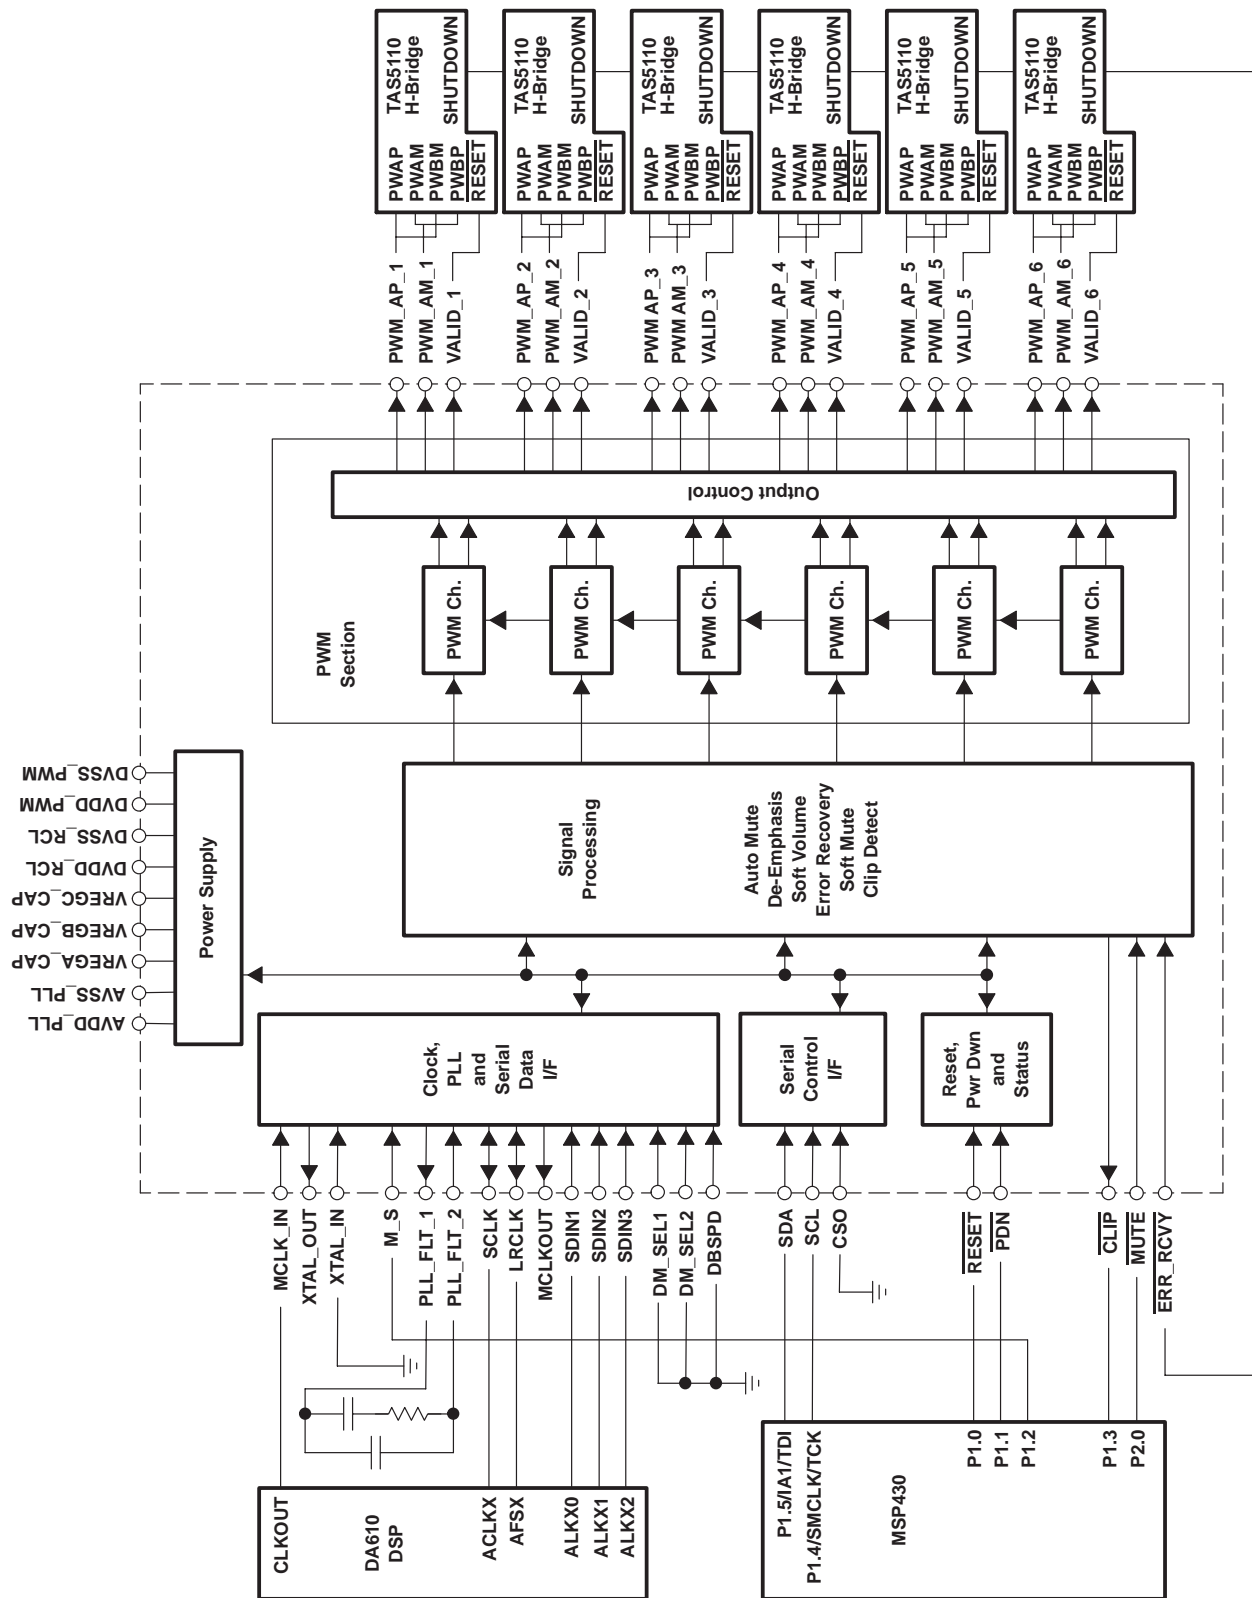 TAS5110
H-Bridge
SHUTDOWN
PWAP
PWAM
PWBM
PWBP
RESET
TAS5110
H-Bridge
SHUTDOWN
PWAP
PWAM
PWBM
PWBP
RESET
TAS5110
H-Bridge
SHUTDOWN
PWAP
PWAM
PWBM
PWBP
RESET
TAS5110
H-Bridge
SHUTDOWN
PWAP
PWAM
PWBM
PWBP
RESET
TAS5110
H-Bridge
SHUTDOWN
PWAP
PWAM
PWBM
PWBP
RESET
TAS5110
H-Bridge
SHUTDOWN
PWAP
PWAM
PWBM
PWBP
RESET
PWM_AP_1
PWM_AM_1
VALID_1
PWM_AP_2
PWM_AM_2
VALID_2
PWM AP_3
PWM AM_3
VALID_3
PWM_AP_4
PWM_AM_4
VALID_4
PWM_AP_5
PWM_AM_5
VALID_5
PWM_AP_6
PWM_AM_6
VALID_6
Output Control
PWM
Section
PWM Ch.
PWM Ch.
PWM Ch.
PWM Ch.
PWM Ch.
PWM Ch.
DVSS_PWM
DVDD_PWM
DVSS_RCL
DVDD_RCL
VREGC_CAP
VREGB_CAP
VREGA_CAP
AVSS_PLL
AVDD_PLL
Power Supply
Signal
Processing
Auto Mute
De-Emphasis
Soft Volume
Error Recovery
Soft Mute
Clip Detect
Clock,
PLL
and
Serial
Data
I/F
Serial
Control
I/F
Reset,
Pwr Dwn
and
Status
MCLK_IN
XTAL_OUT
XTAL_IN
M_S
PLL_FLT_1
PLL_FLT_2
SCLK
LRCLK
MCLKOUT
SDIN1
SDIN2
SDIN3
DM_SEL1
DM_SEL2
DBSPD
SDA
SCL
CSO
RESET
PDN
CLIP
MUTE
ERR_RCVY
CLKOUT
DA610
DSP
ACLKX
AFSX
ALKX0
ALKX1
ALKX2
P1.5/IA1/TDI
P1.4/SMCLK/TCK
MSP430
P1.0
P1.1
P1.2
P1.3
P2.0